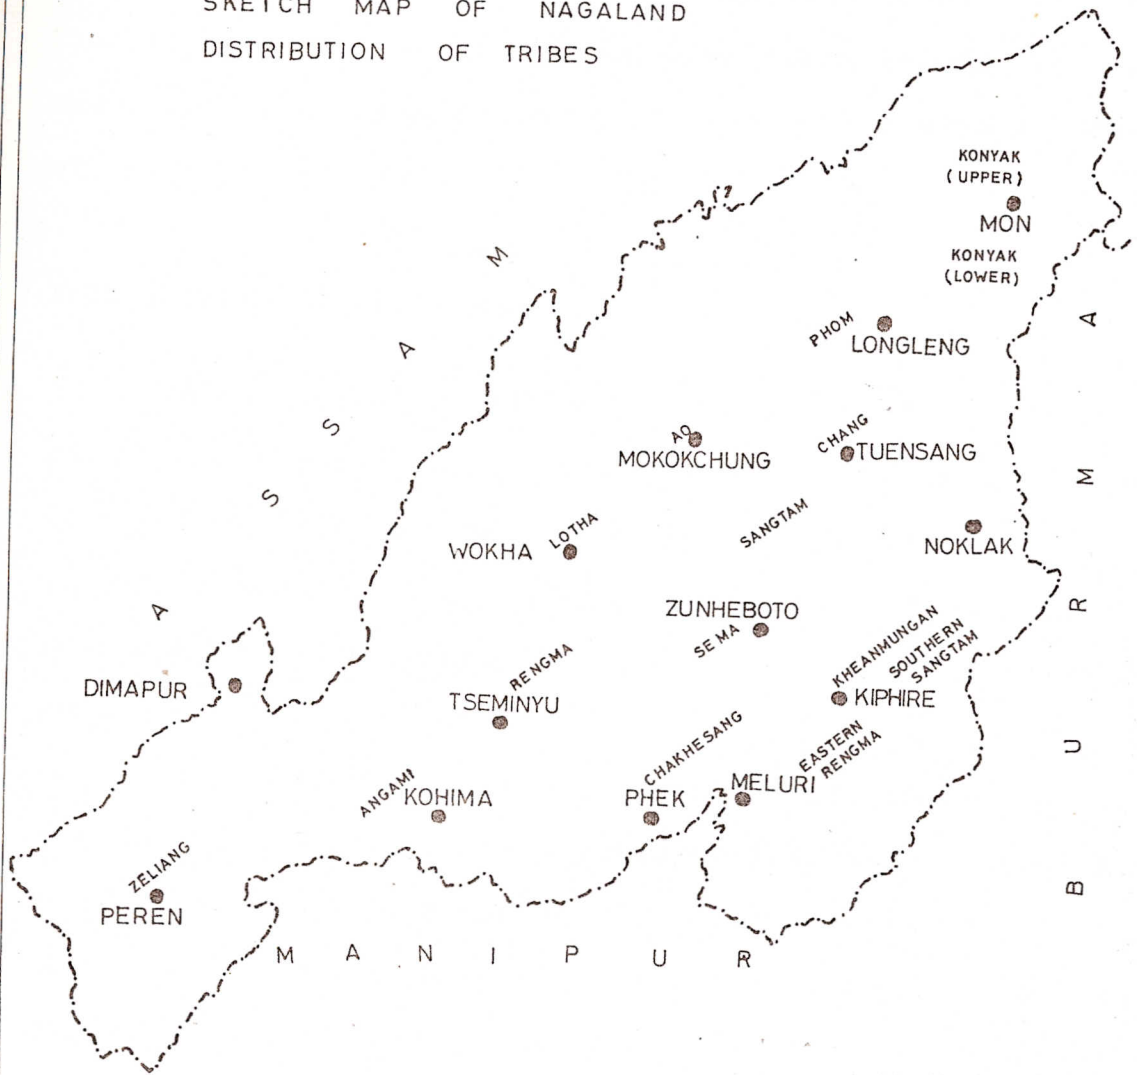 SKETCH MAP OF NAGALAND
DISTRIBUTION OF TRIBES
KONYAK
(UPPER)
MON
KONYAK
(LOWER)
PHOM
LONGLENG
AO
MOKOKCHUNG
CHANG
TUENSANG
SANGTAM
NOKLAK
WOKHA
LOTHA
ZUNHEBOTO
SEMA
KHEANMUNGAN
SOUTHERN
SANGTAM
KIPHIRE
DIMAPUR
RENGMA
TSEMINYU
EASTERN
RENGMA
CHAKHESANG
MELURI
PHEK
ANGAMI
KOHIMA
ZELIANG
PEREN
ASSAM
MANIPUR
BURMA